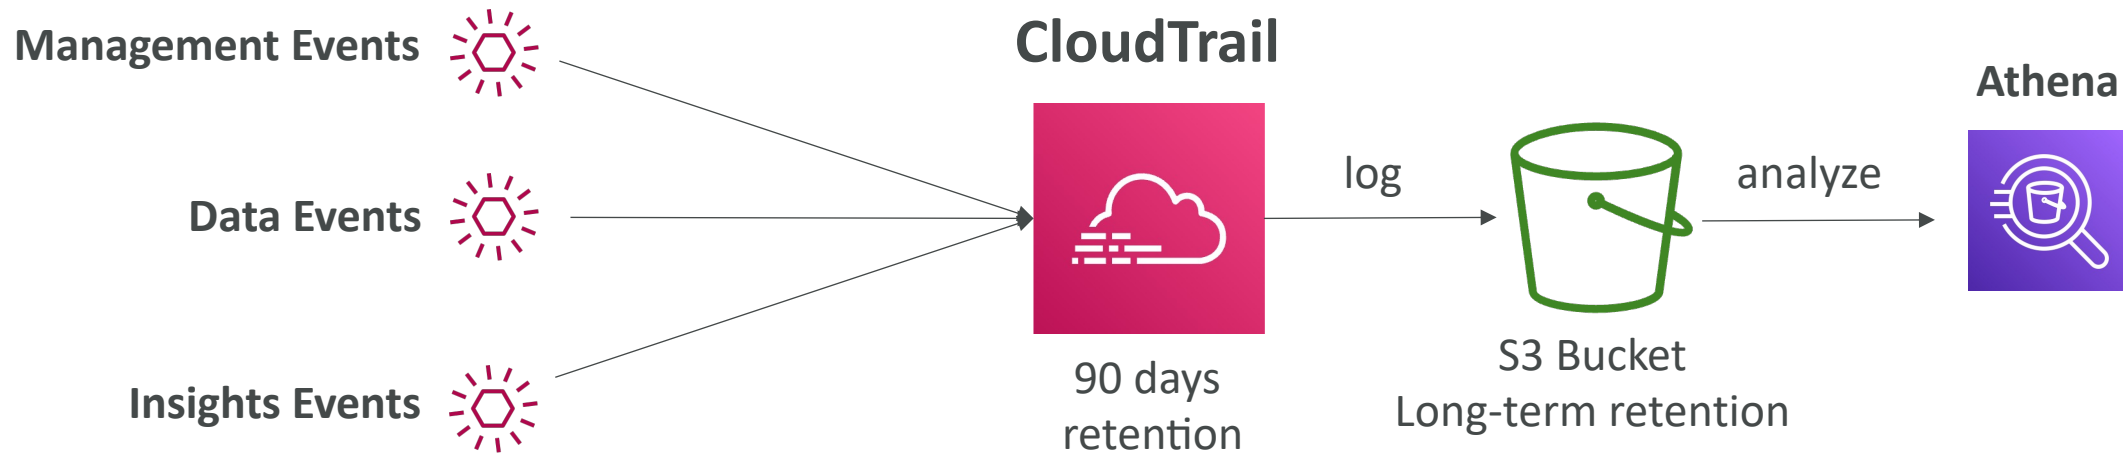 Management Events
Data Events
Insights Events
CloudTrail
90 days
retention
log
S3 Bucket
Long-term retention
analyze
Athena